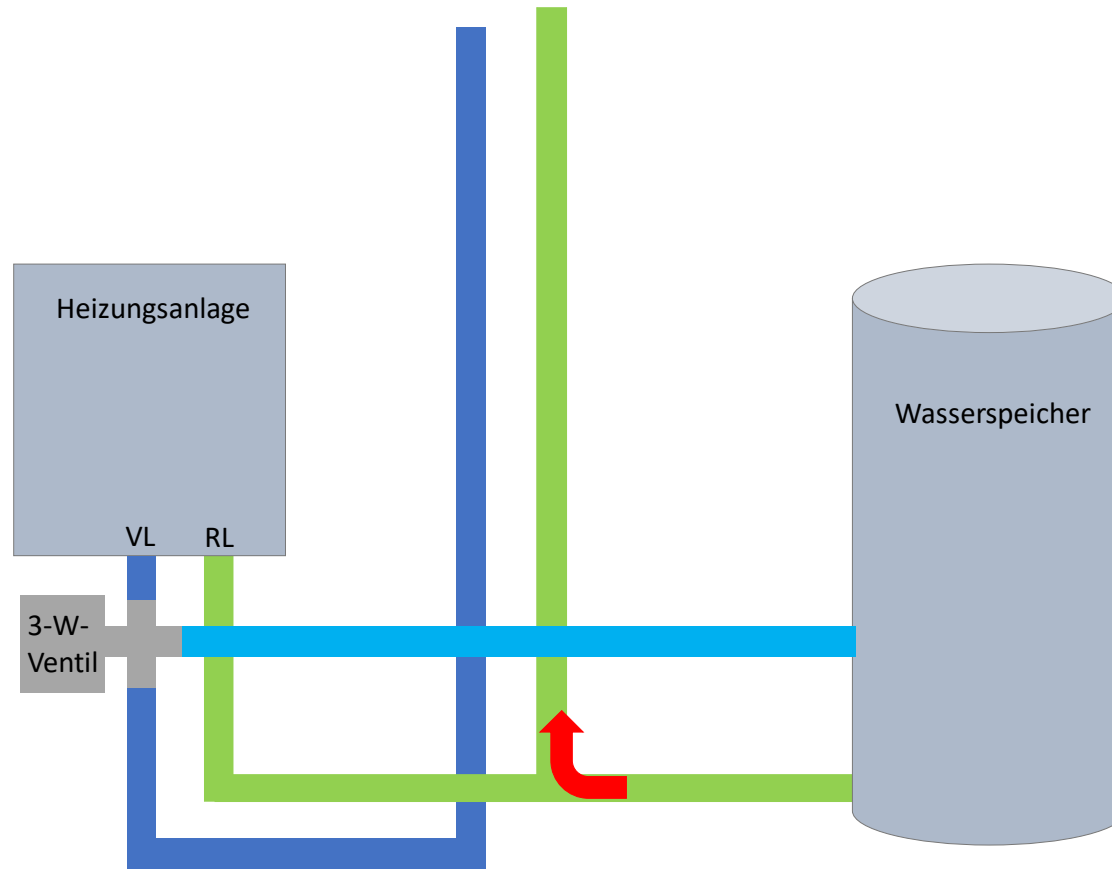 Heizungsanlage
Wasserspeicher
VL
RL
3-W-
Ventil